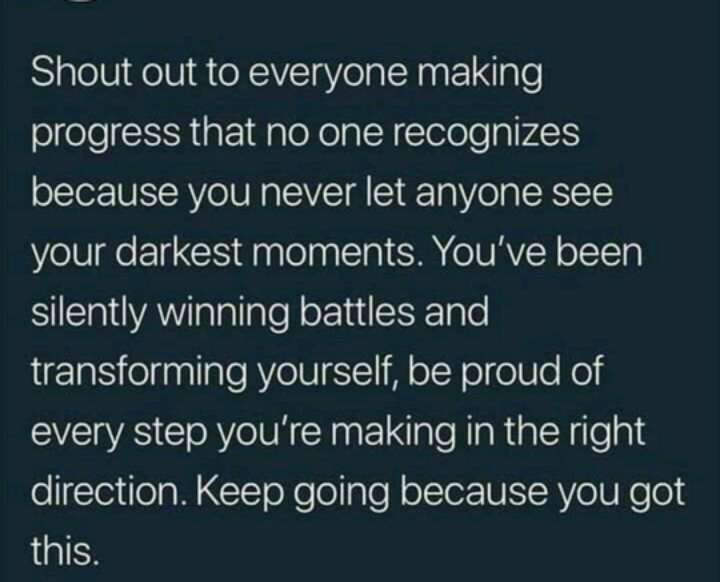 Shout out to everyone making
progress that no one recognizes
because you never let anyone see
your darkest moments. You've been
silently winning battles and
transforming yourself, be proud of
every step you're making in the right
direction. Keep going because you got
this.